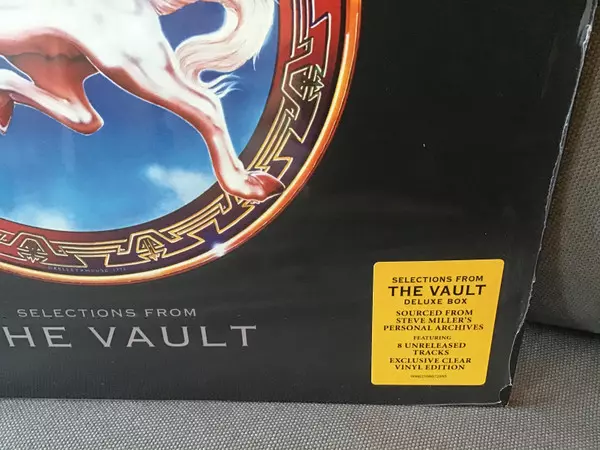 SELECTIONS FROM
HE VAULT
SELECTIONS FROM
THE VAULT
DELUXE BOX
SOURCED FROM
STEVE MILLER'S
PERSONAL ARCHIVES
FEATURING
8 UNRELEASED
TRACKS
EXCLUSIVE CLEAR
VINYL EDITION